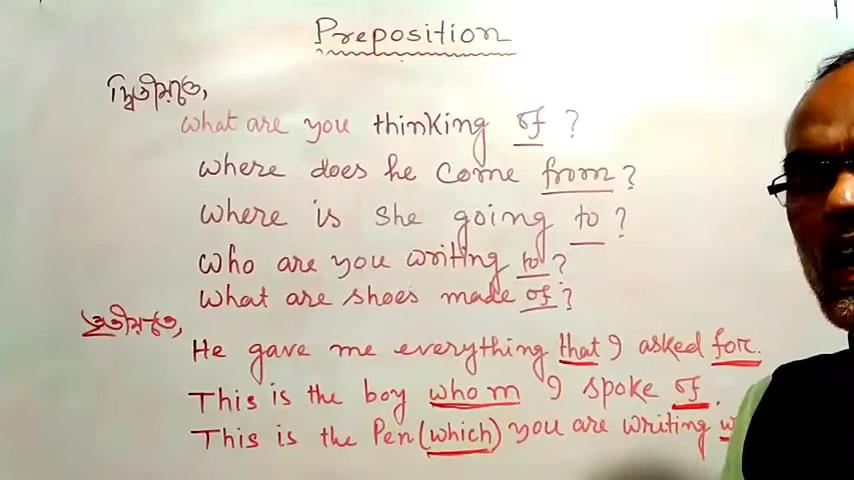 Preposition
দ্বিতীয়তে,
What are you thinking of ?
Where does he come from ?
Where is she going to ?
Who are you writing to ?
What are shoes made of ?
তৃতীয়তে,
He gave me everything that I asked for.
This is the boy whom I spoke of.
This is the Pen (which) you are writing